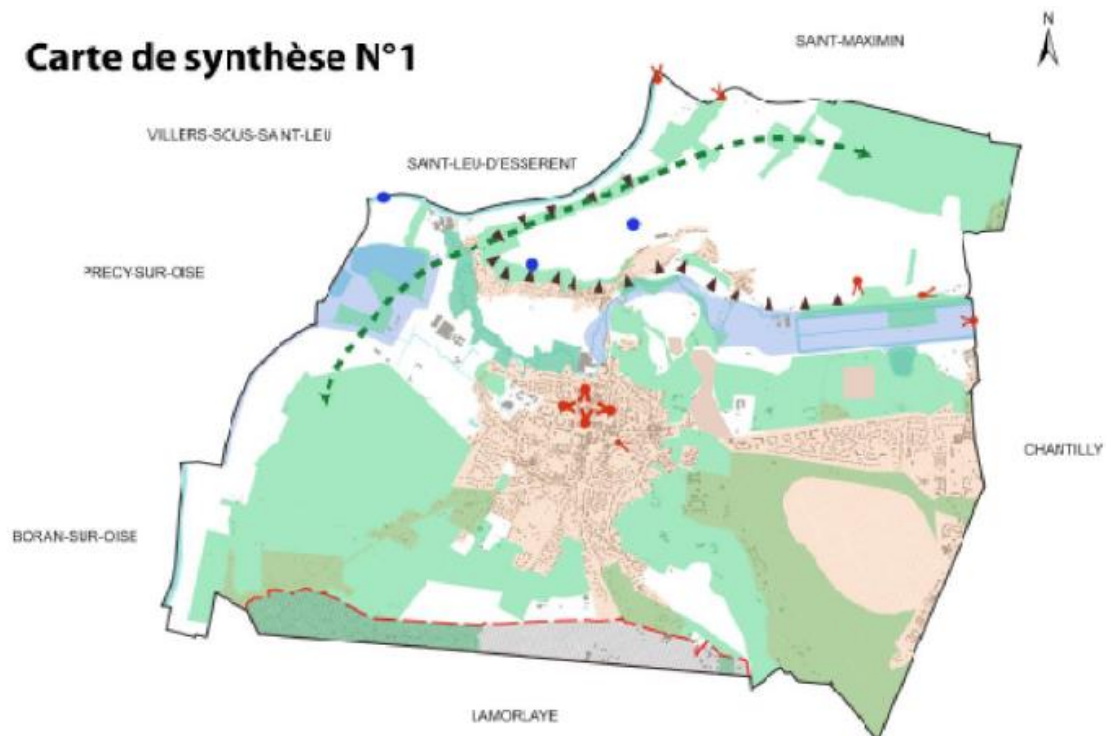 Carte de synthèse N°1
SAINT-MAXIMIN
N
VILLERS-SOUS-SAINT-LEU
SAINT-LEU-D'ESSERENT
PRECY-SUR-OISE
CHANTILLY
BORAN-SUR-OISE
LAMORLAYE